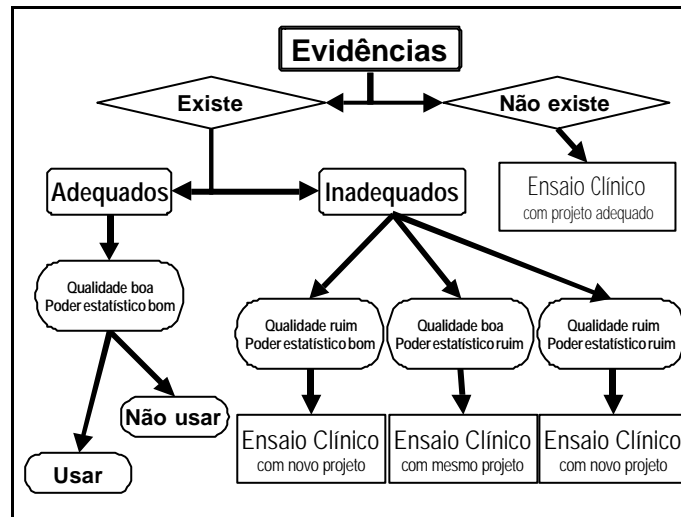 Evidências
Existe
Não existe
Adequados
Inadequados
Ensaio Clínico
com projeto adequado
Qualidade boa
Poder estatístico bom
Qualidade ruim
Poder estatístico bom
Qualidade boa
Poder estatístico ruim
Qualidade ruim
Poder estatístico ruim
Não usar
Usar
Ensaio Clínico
com novo projeto
Ensaio Clínico
com mesmo projeto
Ensaio Clínico
com novo projeto